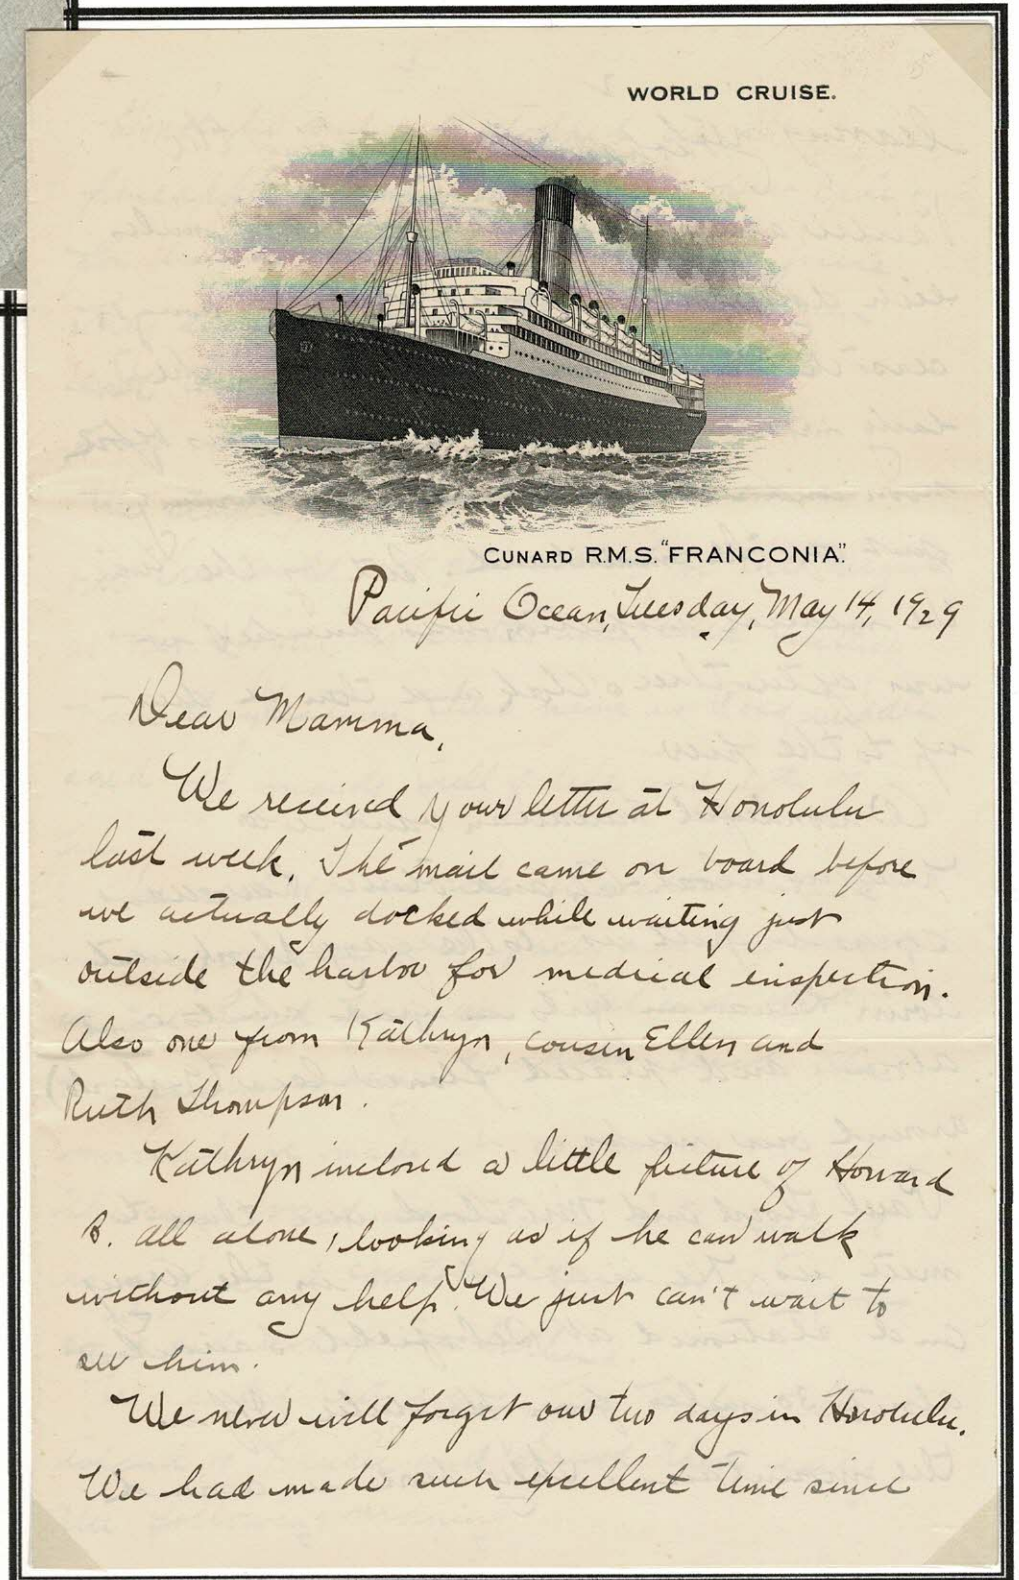 WORLD CRUISE.
CUNARD R.M.S. "FRANCONIA".
Pacific Ocean, Tuesday, May 14, 1929
Dear Mamma,
We received your letter at Honolulu
last week. The mail came on board before
we actually docked while waiting just
outside the harbor for medical inspection.
Also one from Kathryn, cousin Ellen and
Ruth Thompson.
Kathryn inclosed a little picture of Howard
B. all alone, looking as if he can walk
without any help. We just can't wait to
see him.
We never will forget our two days in Honolulu.
We had made such excellent time since